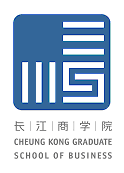 长江商学院
CHEUNG KONG GRADUATE
SCHOOL OF BUSINESS